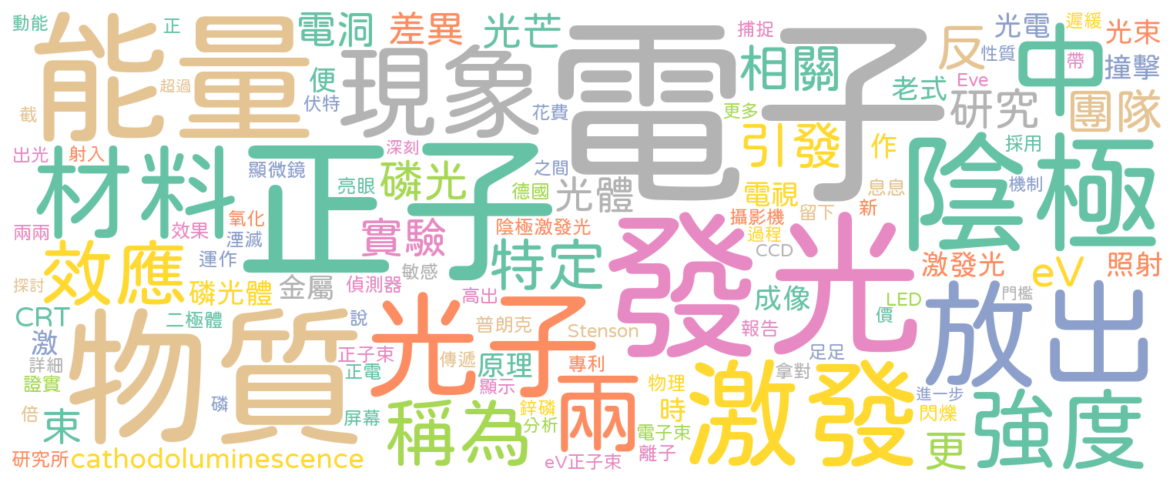 動能
正
能量
電洞
差異
光芒
電子
捕捉
光電
遲緩
光束
反
中
性質
帶
撞擊
超過
現象
便
相關
老式
Eve
截
伏特
花費
更多
研究
團隊
出光
射入
深刻
引發
作
採用
材料
正子
顯微鏡
之間
陰極
亮眼
磷光
德國
光體
電視
息息
機制
兩兩
效果
氧化
陰極激發光
攝影機
留下
新
湮滅
實驗
過程
運作
特定
發光
CCD
效應
敏感
激發光
eV
照射
探討
磷光體
金屬
偵測器
高出
成像
LED
門檻
放出
CRT
二極體
說
光子
普朗克
Stenson
報告
價
物質
激
正子束
傳遞
原理
專利
足足
詳細
正電
顯示
物理
拿對
激發
進一步
強度
證實
磷
稱為
鋅磷
兩
時
閃爍
倍
束
屏幕
分析
電子束
更
研究所
cathodoluminescence
eV正子束
離子